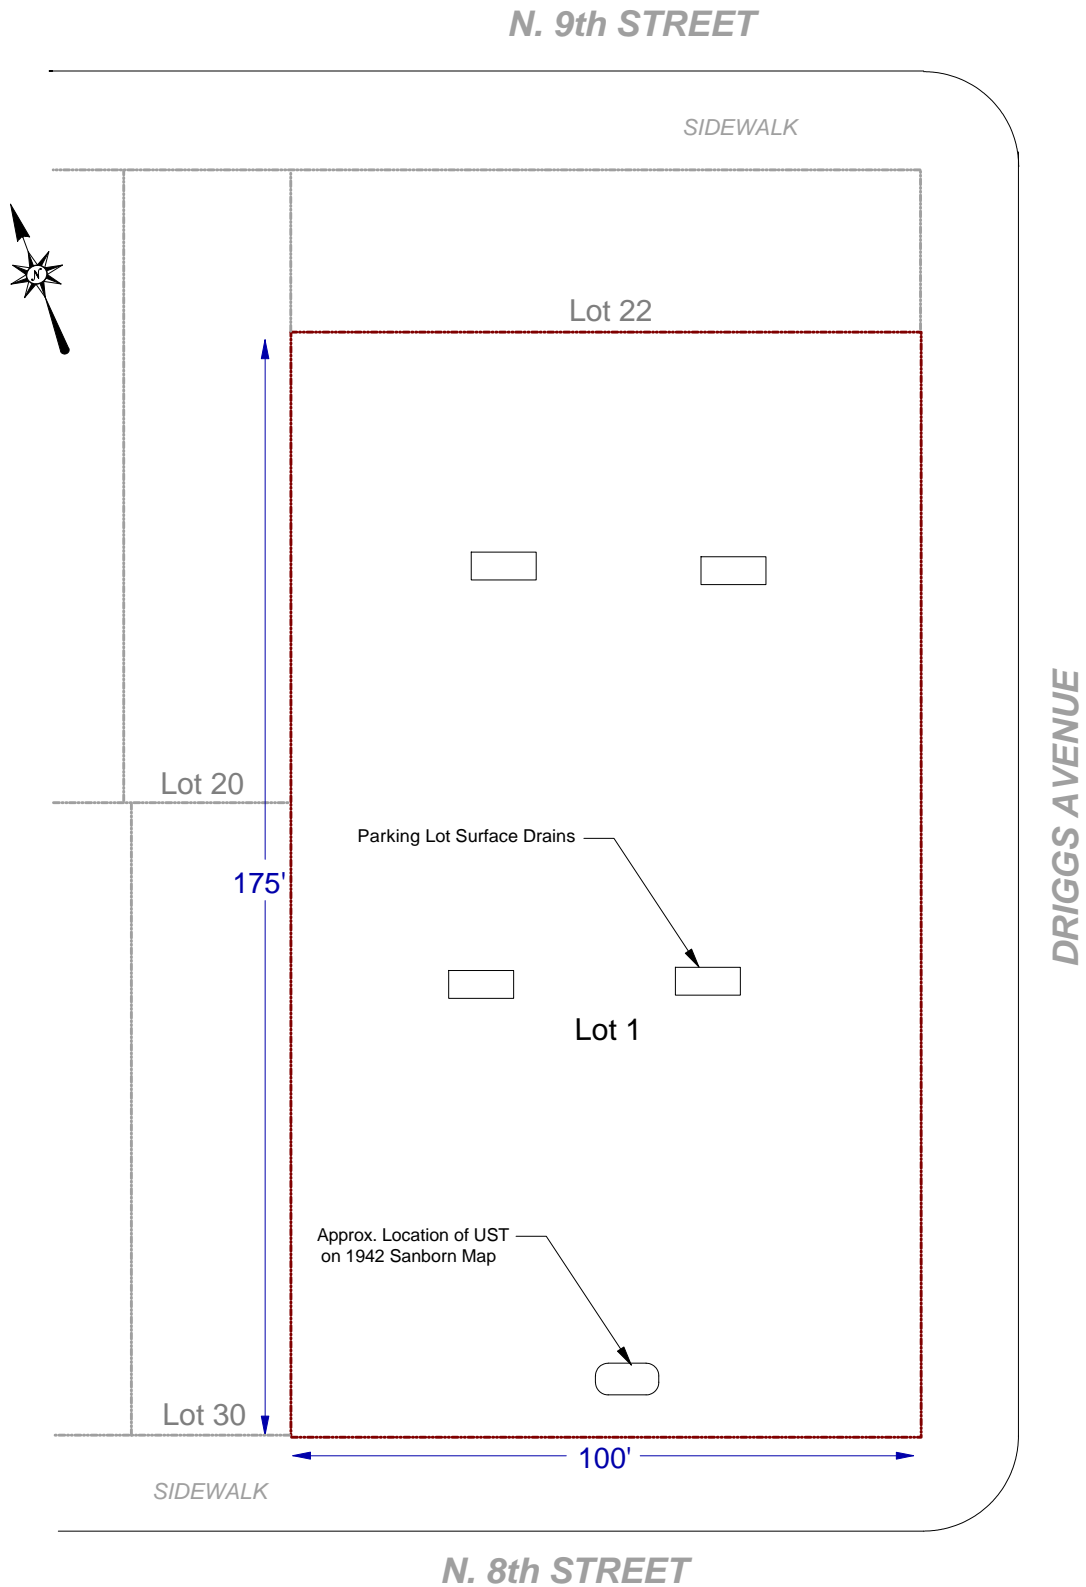 N. 9th STREET
SIDEWALK
N
Lot 22
Lot 20
Parking Lot Surface Drains
175'
DRIGGS AVENUE
Lot 1
Approx. Location of UST
on 1942 Sanborn Map
Lot 30
100'
SIDEWALK
N. 8th STREET